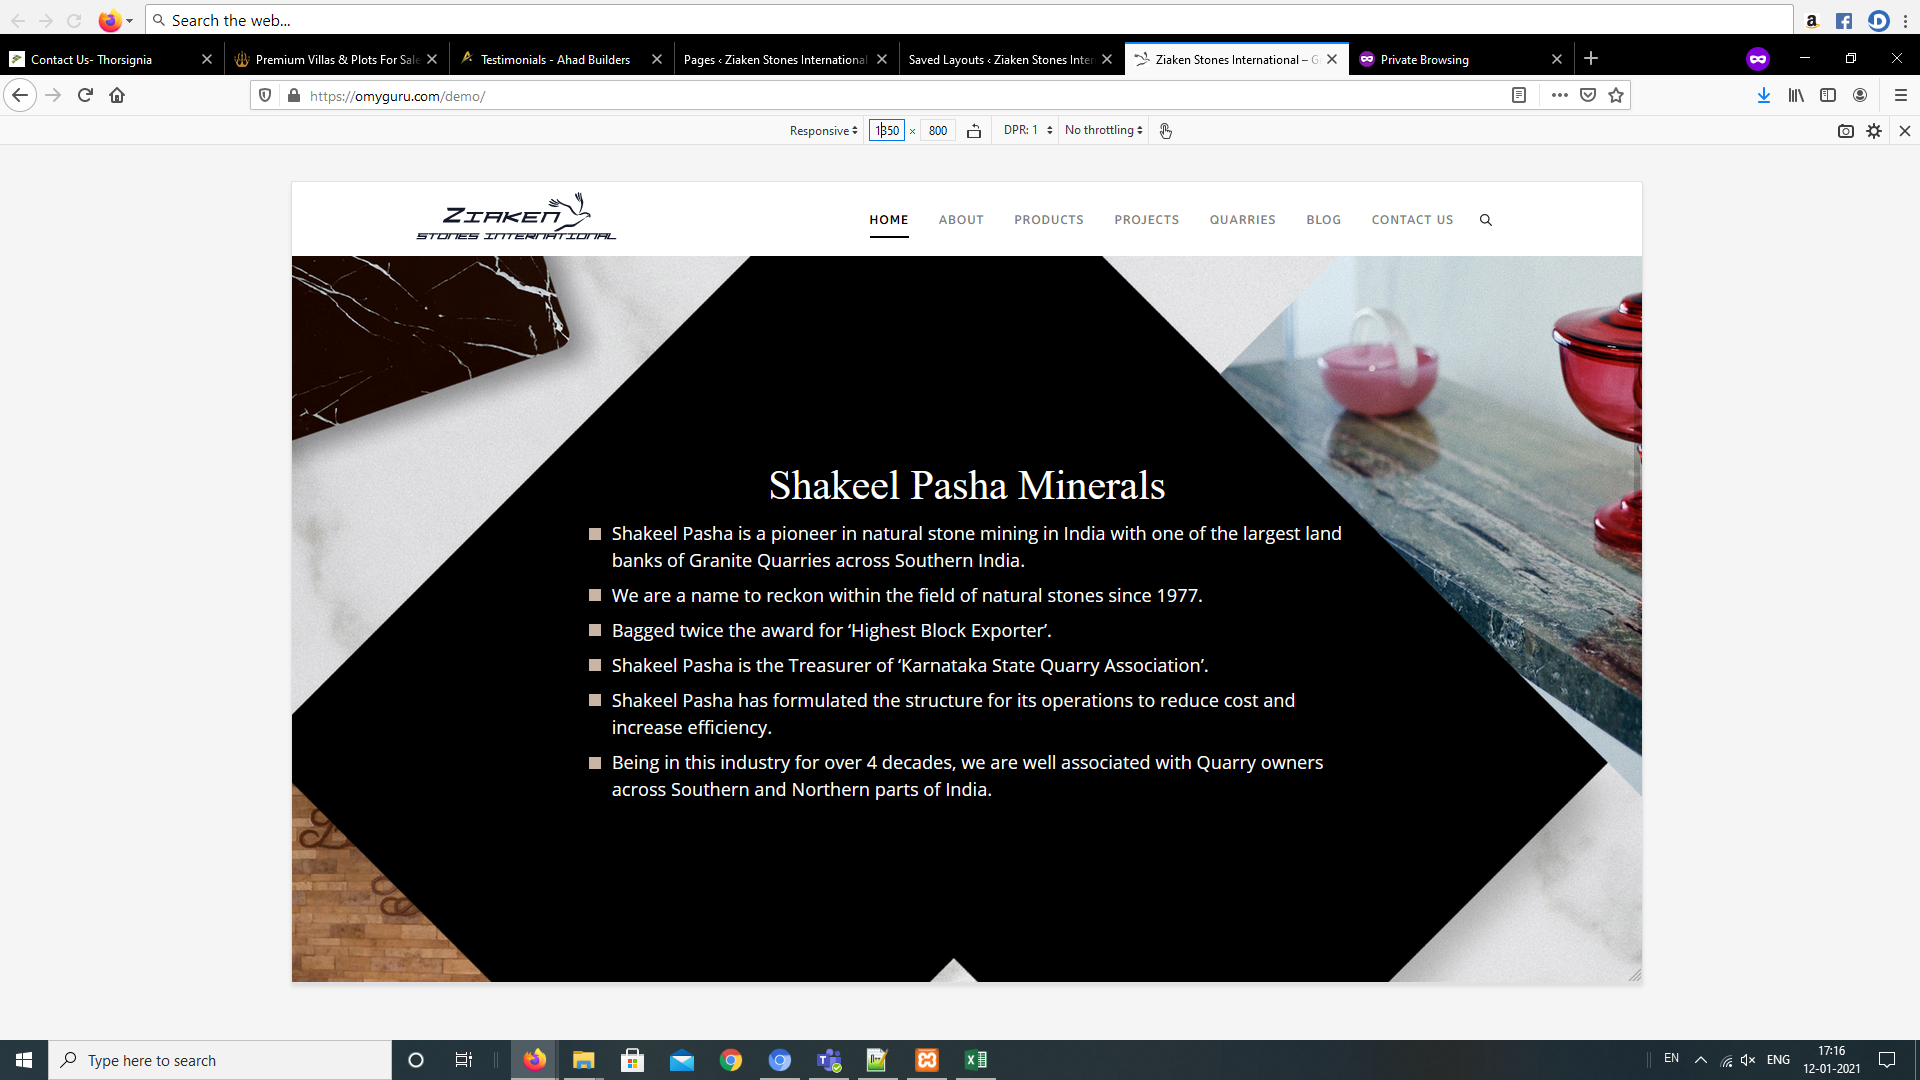 Search the web...
Contact Us- Thorsignia
Premium Villas & Plots For Sale
Testimonials - Ahad Builders
Pages ‹ Ziaken Stones International
Saved Layouts ‹ Ziaken Stones Inter
Ziaken Stones International – G
Private Browsing
https://omyguru.com/demo/
Responsive
1350 × 800
DPR: 1
No throttling
ZIAKEN
STONES INTERNATIONAL
HOME
ABOUT
PRODUCTS
PROJECTS
QUARRIES
BLOG
CONTACT US
Shakeel Pasha Minerals
Shakeel Pasha is a pioneer in natural stone mining in India with one of the largest land
banks of Granite Quarries across Southern India.
We are a name to reckon within the field of natural stones since 1977.
Bagged twice the award for ‘Highest Block Exporter’.
Shakeel Pasha is the Treasurer of ‘Karnataka State Quarry Association’.
Shakeel Pasha has formulated the structure for its operations to reduce cost and
increase efficiency.
Being in this industry for over 4 decades, we are well associated with Quarry owners
across Southern and Northern parts of India.
Type here to search
EN
ENG
17:16
12-01-2021